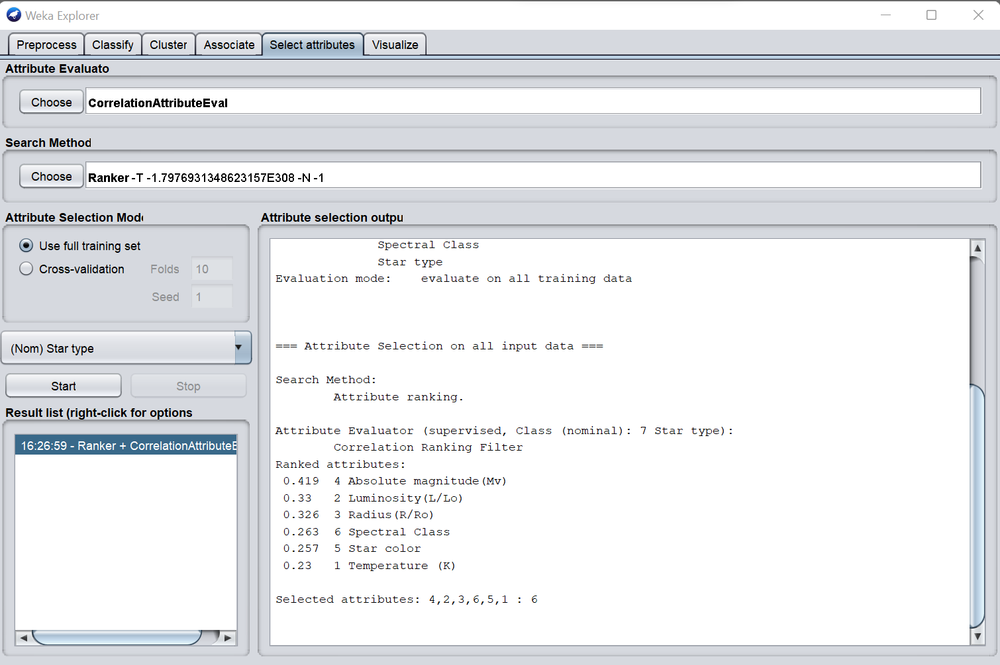 Weka Explorer
Preprocess Classify Cluster Associate Select attributes Visualize
Attribute Evaluato
Choose CorrelationAttributeEval
Search Method
Choose Ranker -T -1.7976931348623157E308 -N -1
Attribute Selection Mode
Use full training set
Cross-validation Folds 10
Seed 1
(Nom) Star type
Start Stop
Result list (right-click for options
16:26:59 - Ranker + CorrelationAttributeE
Attribute selection outpu
Spectral Class
Star type
Evaluation mode: evaluate on all training data
=== Attribute Selection on all input data ===
Search Method:
Attribute ranking.
Attribute Evaluator (supervised, Class (nominal): 7 Star type):
Correlation Ranking Filter
Ranked attributes:
0.419 4 Absolute magnitude(Mv)
0.33 2 Luminosity(L/Lo)
0.326 3 Radius(R/Ro)
0.263 6 Spectral Class
0.257 5 Star color
0.23 1 Temperature (K)
Selected attributes: 4,2,3,6,5,1 : 6